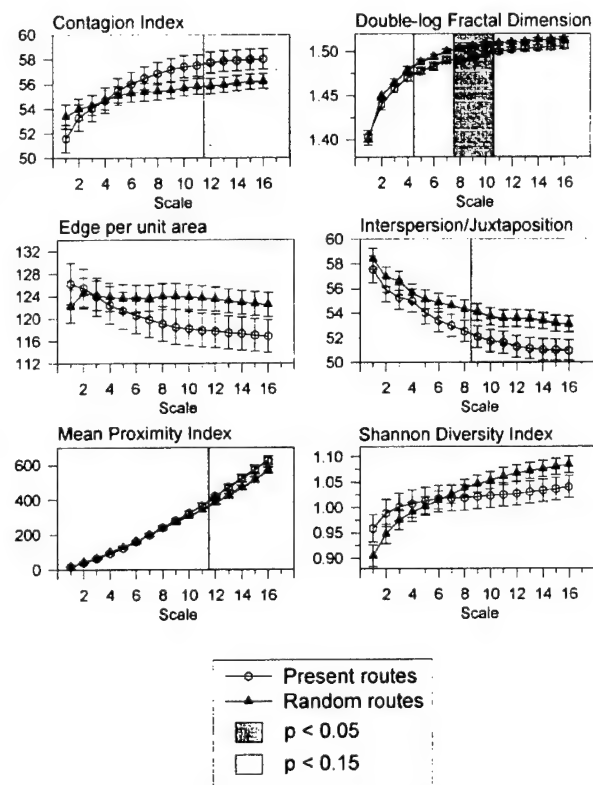 Contagion Index
60
58
56
54
52
50
2 4 6 8 10 12 14 16
Scale
Double-log Fractal Dimension
1.50
1.45
1.40
2 4 6 8 10 12 14 16
Scale
Edge per unit area
132
128
124
120
116
112
2 4 6 8 10 12 14 16
Scale
Interspersion/Juxtaposition
60
58
56
54
52
50
2 4 6 8 10 12 14 16
Scale
Mean Proximity Index
600
400
200
0
2 4 6 8 10 12 14 16
Scale
Shannon Diversity Index
1.10
1.05
1.00
0.95
0.90
2 4 6 8 10 12 14 16
Scale
Present routes
Random routes
p < 0.05
p < 0.15